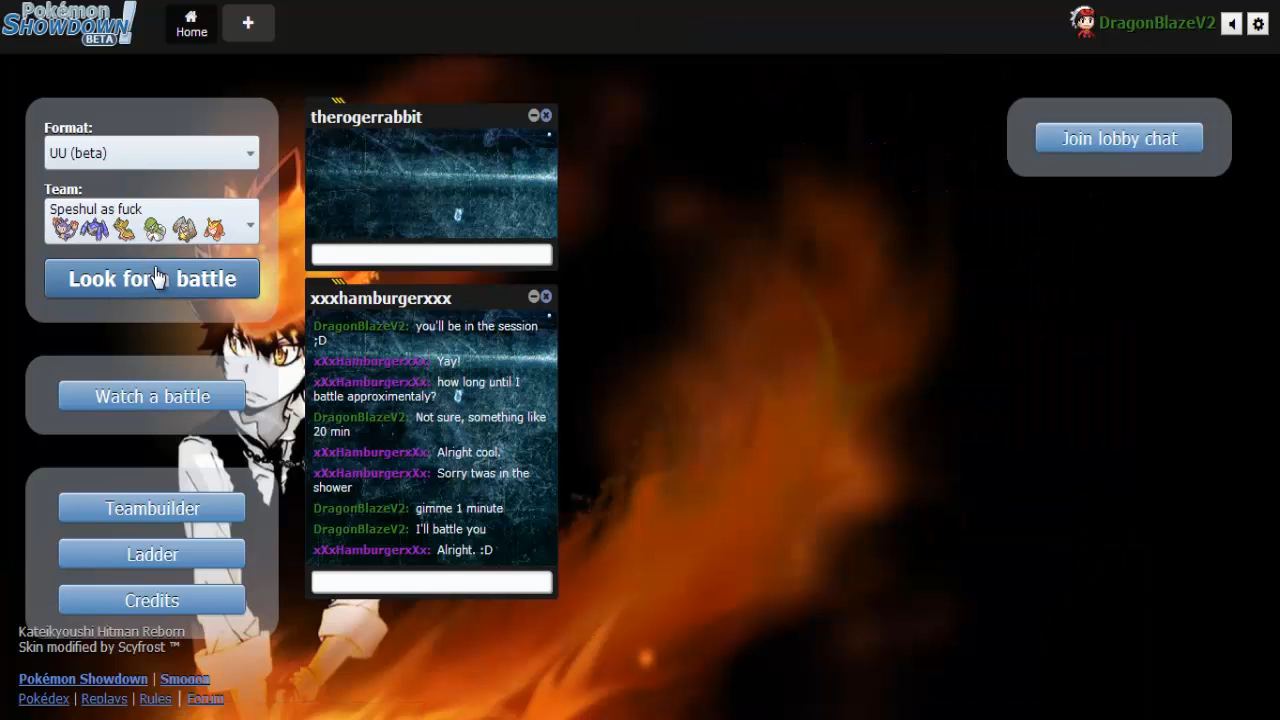 Pokémon
SHOWDOWN!
BETA
Home
+
DragonBlazeV2
Format:
UU (beta)
Team:
Speshul as fuck
Look for battle
Watch a battle
Teambuilder
Ladder
Credits
Kateikyoushi Hitman Reborn
Skin modified by Scyfrost ™
Pokémon Showdown | Smogon
Pokédex | Replays | Rules | Forum
therogerrabbit
xxxhamburgerxxx
DragonBlazeV2: you'll be in the session
;D
xXxHamburgerxXx: Yay!
xXxHamburgerxXx: how long until I
battle approximentaly?
DragonBlazeV2: Not sure, something like
20 min
xXxHamburgerxXx: Alright cool.
xXxHamburgerxXx: Sorry twas in the
shower
DragonBlazeV2: gimme 1 minute
DragonBlazeV2: I'll battle you
xXxHamburgerxXx: Alright. :D
Join lobby chat